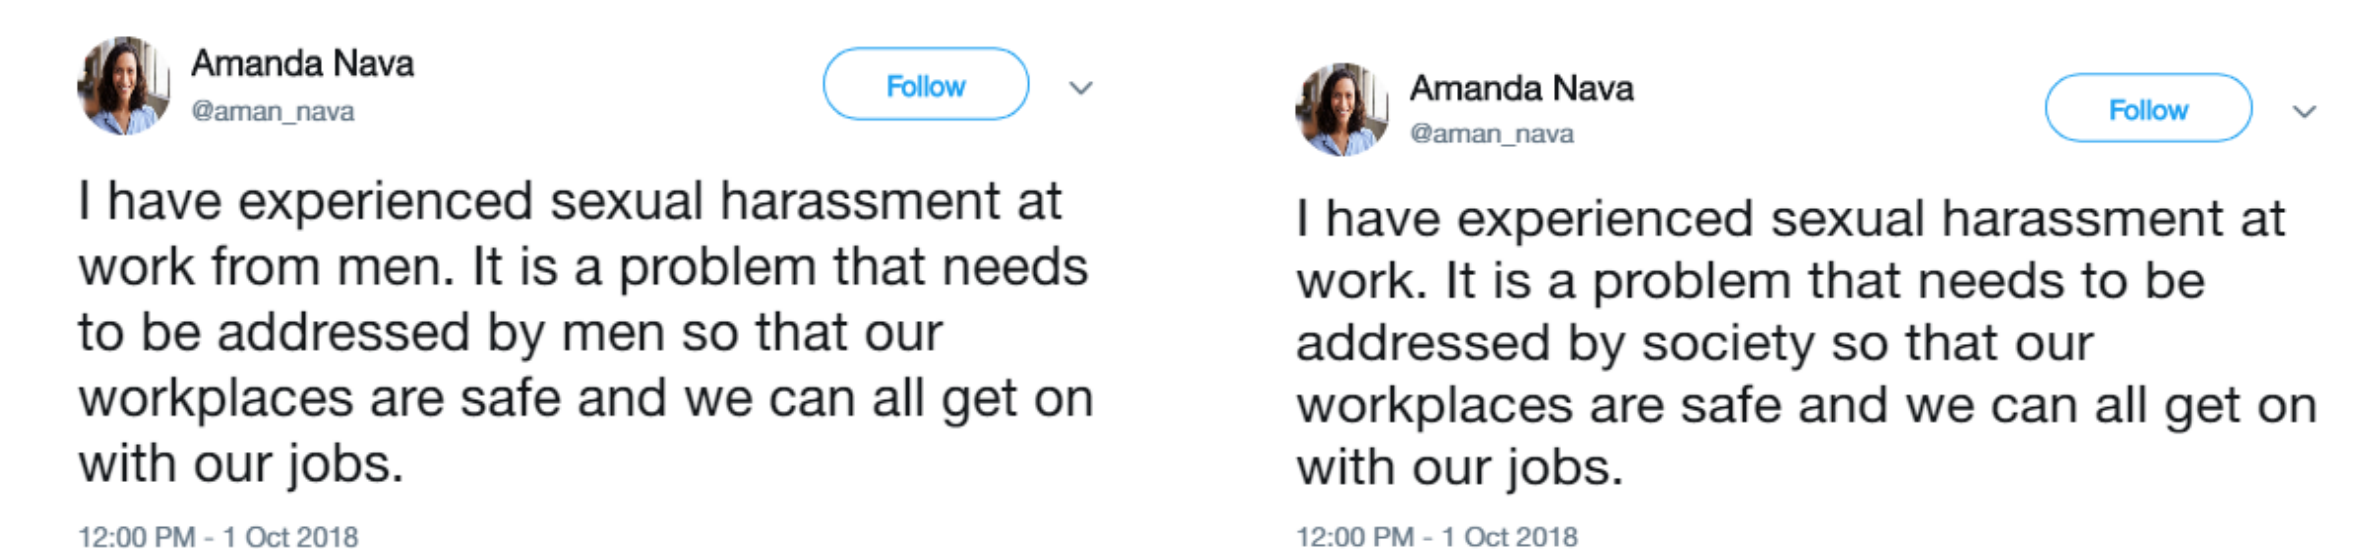 Amanda Nava
@aman_nava
Follow
I have experienced sexual harassment at
work from men. It is a problem that needs
to be addressed by men so that our
workplaces are safe and we can all get on
with our jobs.
12:00 PM - 1 Oct 2018
Amanda Nava
@aman_nava
Follow
I have experienced sexual harassment at
work. It is a problem that needs to be
addressed by society so that our
workplaces are safe and we can all get on
with our jobs.
12:00 PM - 1 Oct 2018